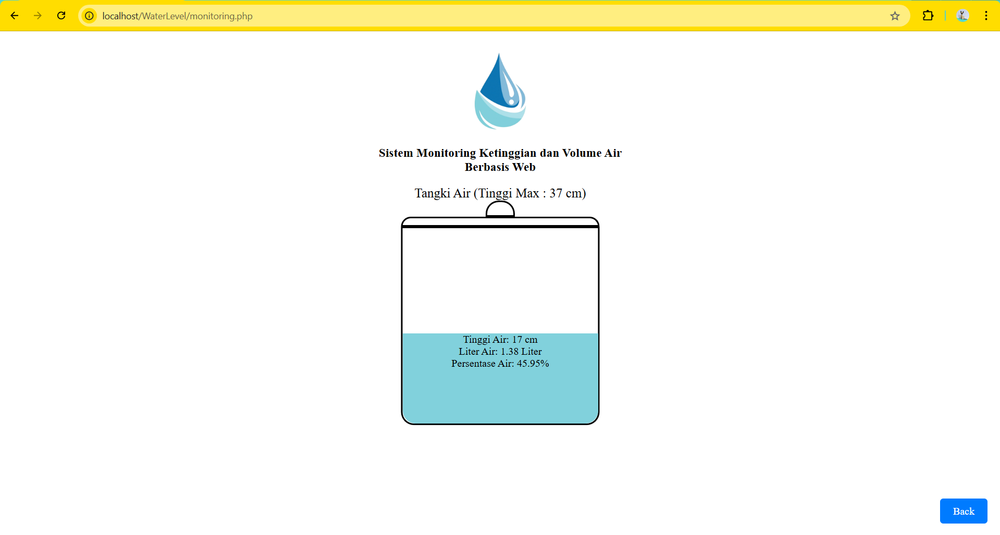 localhost/WaterLevel/monitoring.php
Sistem Monitoring Ketinggian dan Volume Air
Berbasis Web
Tangki Air (Tinggi Max : 37 cm)
Tinggi Air: 17 cm
Liter Air: 1.38 Liter
Persentase Air: 45.95%
Back